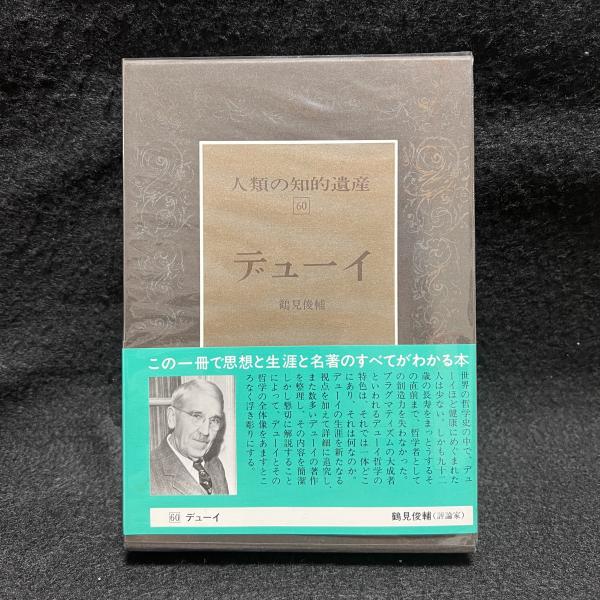 人類の知的遺産
60
デューイ
鶴見俊輔
この一冊で思想と生涯と名著のすべてがわかる本
世界の哲学史の中で、デュ
ーイほど健康にめぐまれた
人は少ない。しかも九十二
歳の長寿をまっとうするそ
の直前まで、哲学者として
の創造力を失わなかった。
プラグマティズムの大成者
といわれるデューイ哲学の
特色は、それでは一体どこ
にあり、それは何なのか。
デューイの生涯を新たなる
視点を加えて詳細に追究し、
また数多いデューイの著作
を整理し、その内容を簡潔
しかし懇切に解説すること
によって、デューイとその
哲学の全体像をあますとこ
ろなく浮き彫りにする。
60 デューイ
鶴見俊輔(評論家)